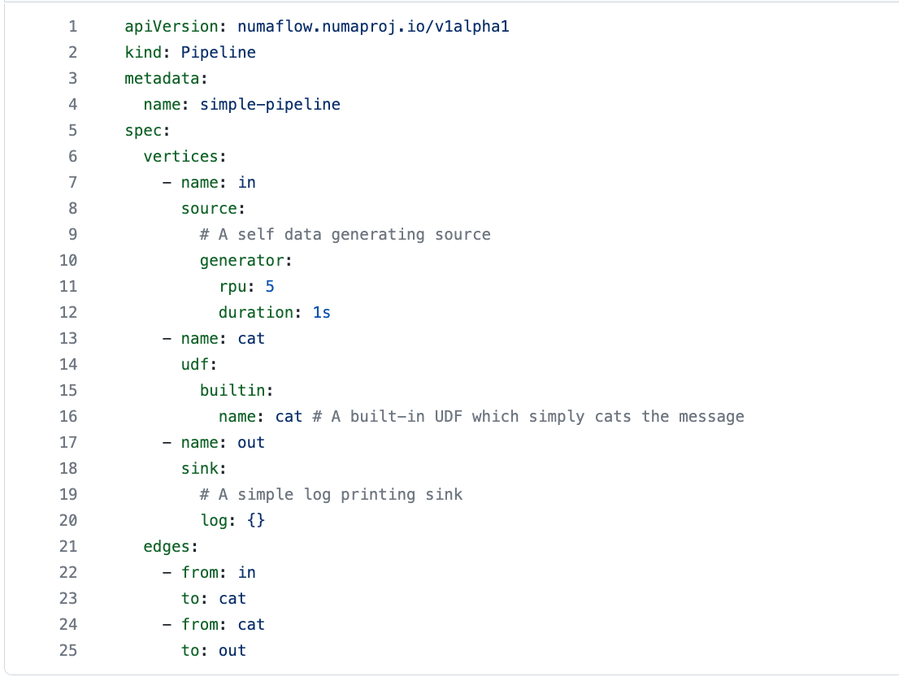 1 apiVersion: numaflow.numaproj.io/v1alpha1
2 kind: Pipeline
3 metadata:
4   name: simple-pipeline
5 spec:
6   vertices:
7     - name: in
8       source:
9         # A self data generating source
10         generator:
11           rpu: 5
12           duration: 1s
13     - name: cat
14       udf:
15         builtin:
16           name: cat # A built-in UDF which simply cats the message
17     - name: out
18       sink:
19         # A simple log printing sink
20         log: {}
21   edges:
22     - from: in
23       to: cat
24     - from: cat
25       to: out